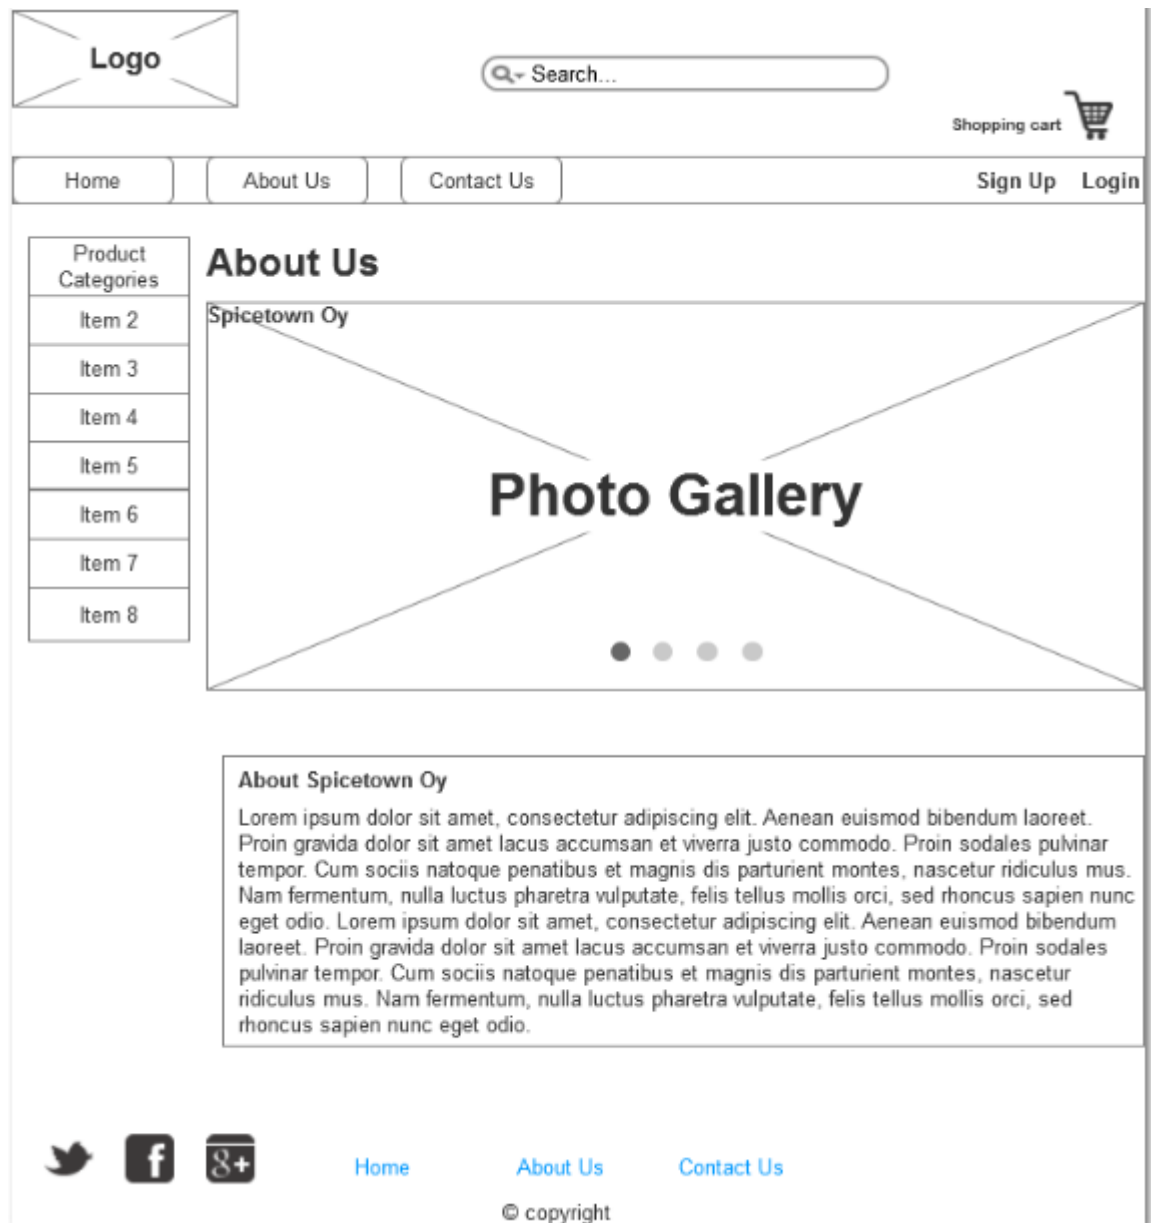 Logo
Search...
Shopping cart
Home
About Us
Contact Us
Sign Up
Login
Product
Categories
Item 2
Item 3
Item 4
Item 5
Item 6
Item 7
Item 8
About Us
Spicetown Oy
Photo Gallery
About Spicetown Oy
Lorem ipsum dolor sit amet, consectetur adipiscing elit. Aenean euismod bibendum laoreet.
Proin gravida dolor sit amet lacus accumsan et viverra justo commodo. Proin sodales pulvinar
tempor. Cum sociis natoque penatibus et magnis dis parturient montes, nascetur ridiculus mus.
Nam fermentum, nulla luctus pharetra vulputate, felis tellus mollis orci, sed rhoncus sapien nunc
eget odio. Lorem ipsum dolor sit amet, consectetur adipiscing elit. Aenean euismod bibendum
laoreet. Proin gravida dolor sit amet lacus accumsan et viverra justo commodo. Proin sodales
pulvinar tempor. Cum sociis natoque penatibus et magnis dis parturient montes, nascetur
ridiculus mus. Nam fermentum, nulla luctus pharetra vulputate, felis tellus mollis orci, sed
rhoncus sapien nunc eget odio.
f
g+
Home
About Us
Contact Us
© copyright